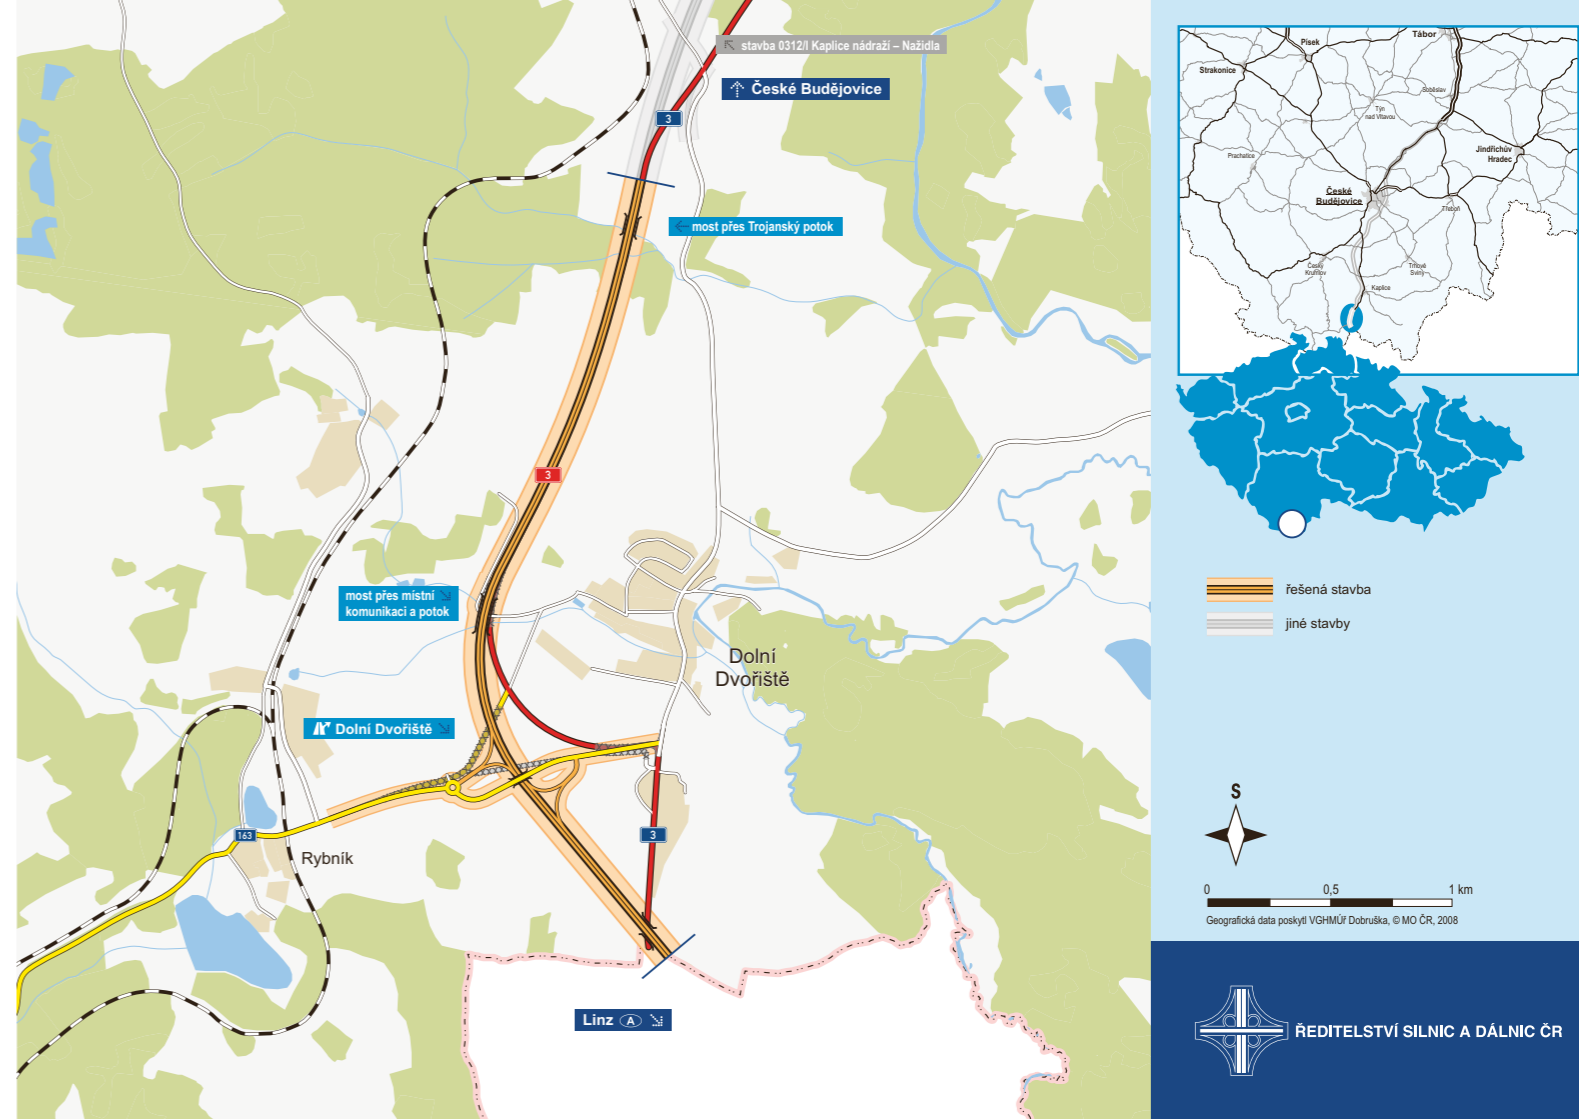 stavba 0312/I Kaplice nádraží – Nažidla
České Budějovice
3
most přes Trojanský potok
3
most přes místní
komunikaci a potok
Dolní
Dvořiště
Dolní Dvořiště
163
3
Rybník
Linz A
Písek
Tábor
Strakonice
Soběslav
Týn
nad Vltavou
Prachatice
Jindřichův
Hradec
České
Budějovice
Třeboň
Český
Krumlov
Trhové
Sviny
Kaplice
řešená stavba
jiné stavby
S
0 0,5 1 km
Geografická data poskytl VGHMÚř Dobruška, © MO ČR, 2008
ŘEDITELSTVÍ SILNIC A DÁLNIC ČR